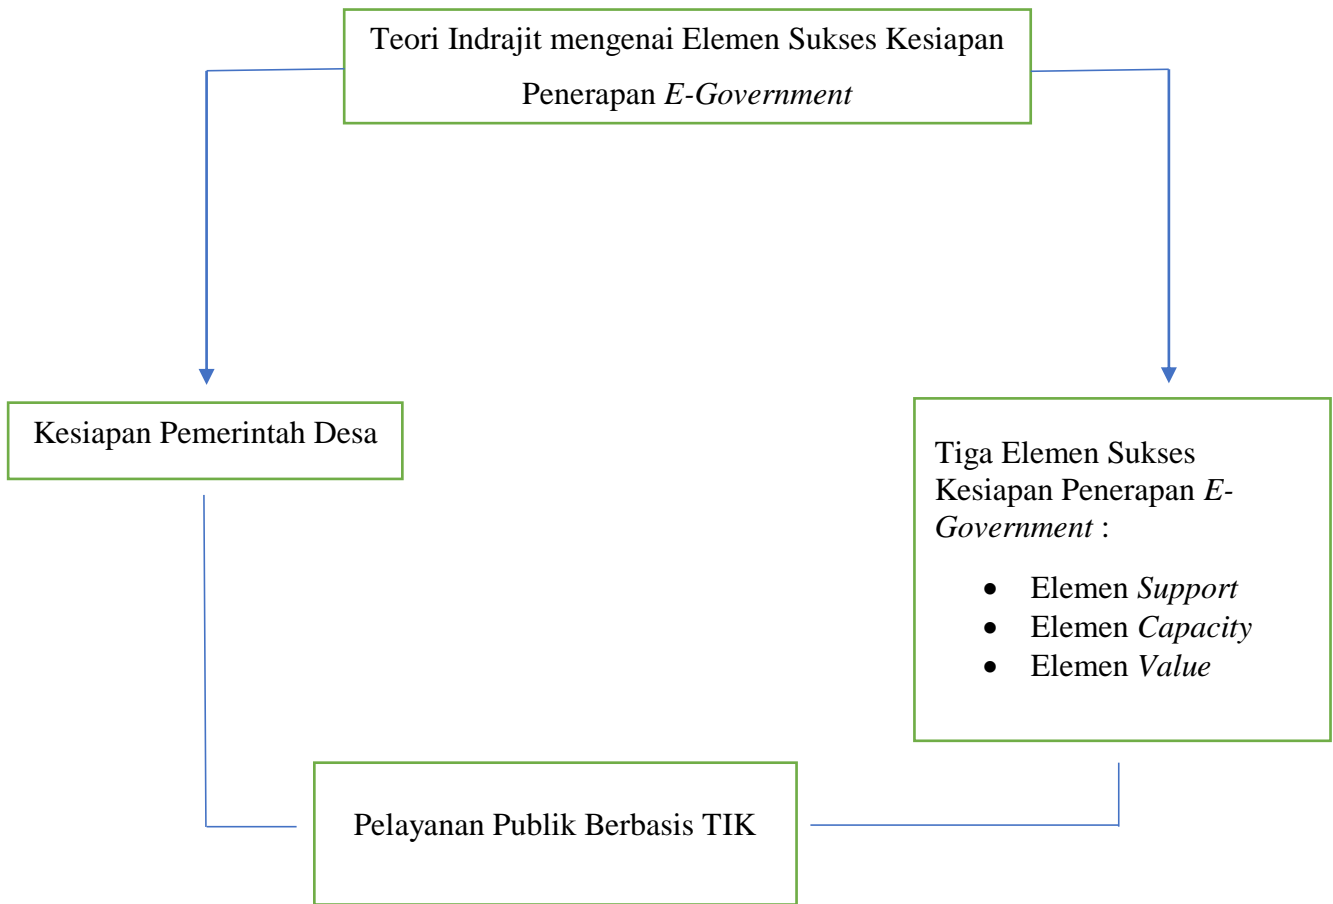 Teori Indrajit mengenai Elemen Sukses Kesiapan
Penerapan E-Government
Kesiapan Pemerintah Desa
Tiga Elemen Sukses
Kesiapan Penerapan E-
Government :
• Elemen Support
• Elemen Capacity
• Elemen Value
Pelayanan Publik Berbasis TIK